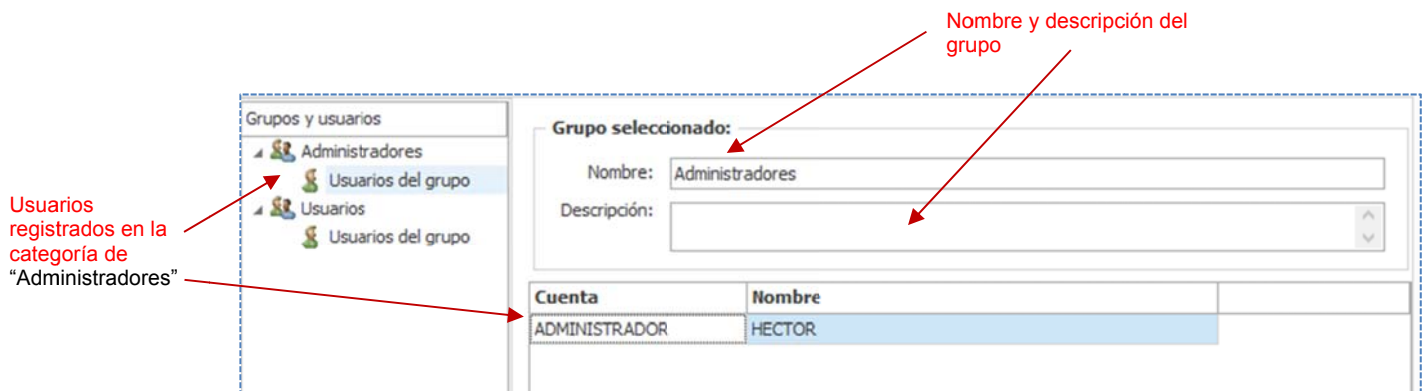 Nombre y descripción del
grupo
Grupos y usuarios
Administradores
Usuarios del grupo
Usuarios
Usuarios del grupo
Usuarios
registrados en la
categoría de
“Administradores”
Grupo seleccionado:
Nombre: Administradores
Descripción:
Cuenta Nombre
ADMINISTRADOR HECTOR